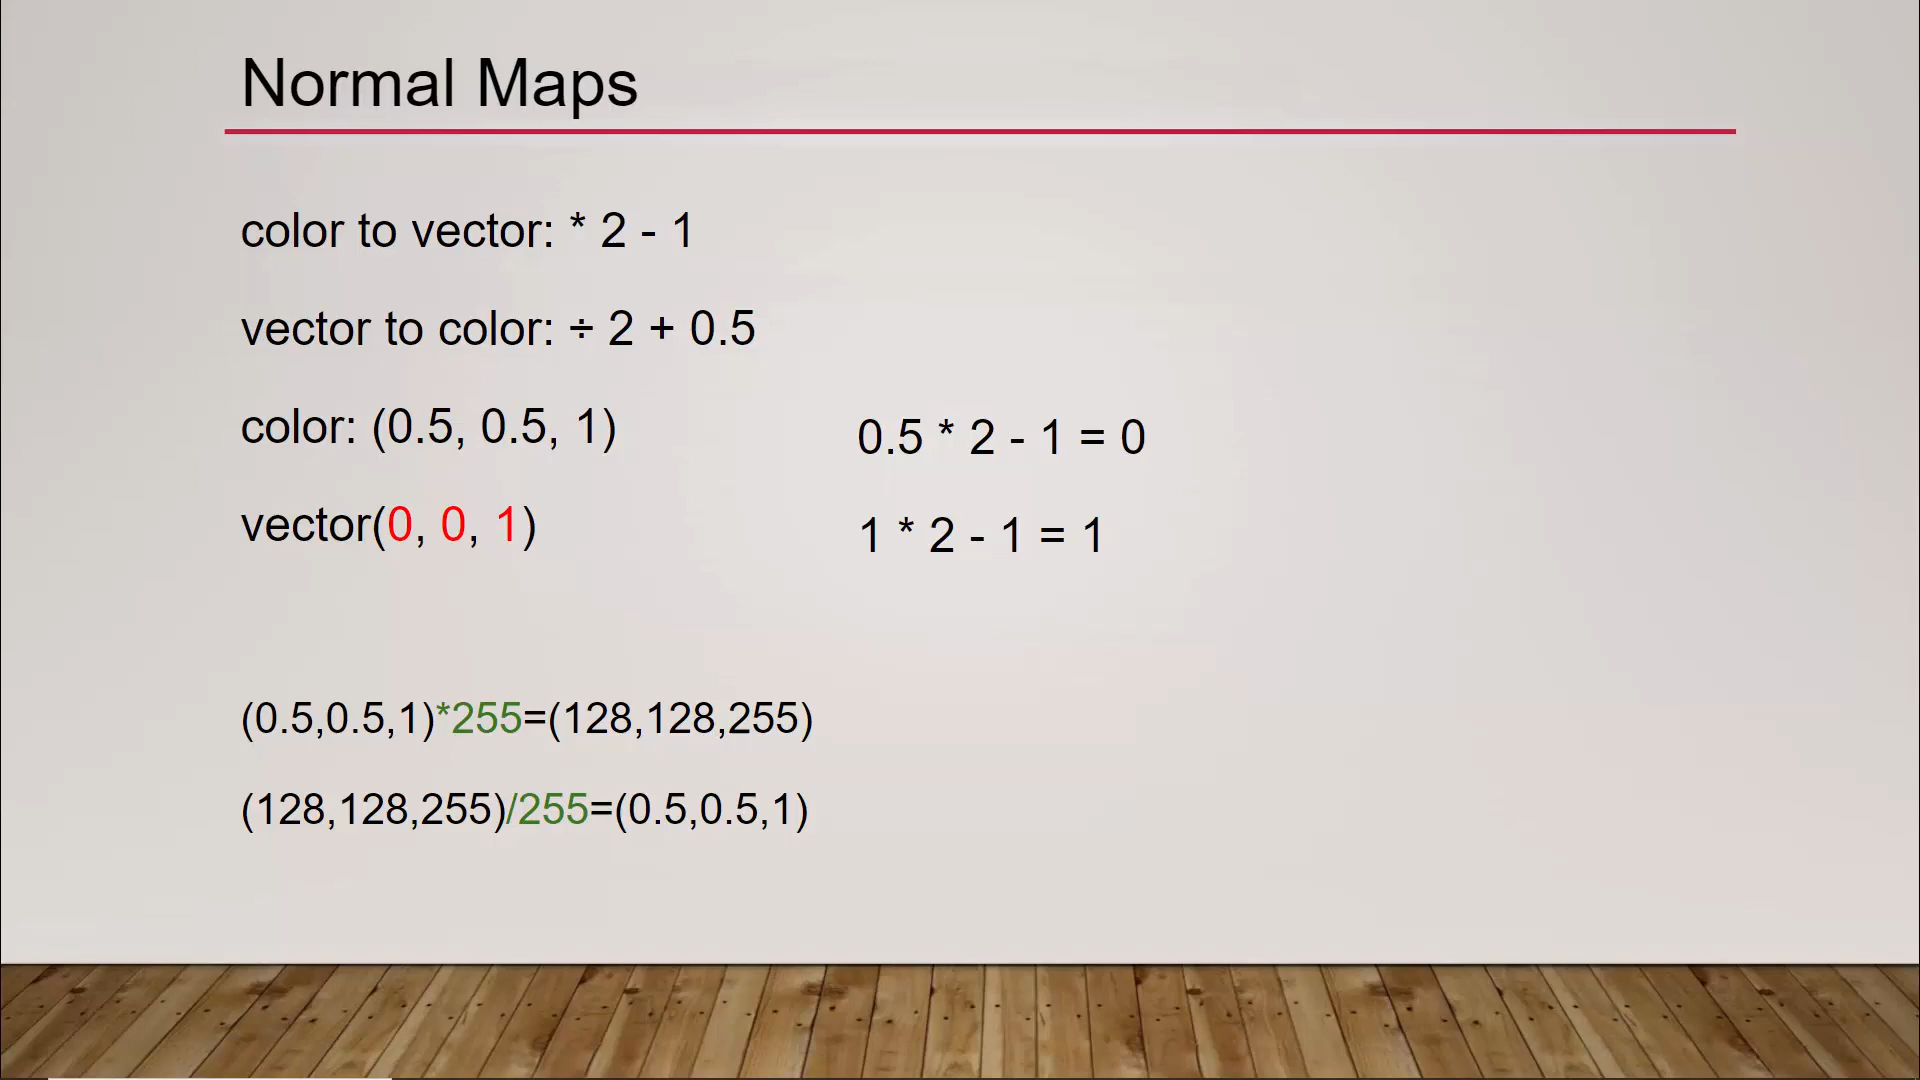 Normal Maps
color to vector: * 2 - 1
vector to color: ÷ 2 + 0.5
color: (0.5, 0.5, 1)
0.5 * 2 - 1 = 0
vector(0, 0, 1)
1 * 2 - 1 = 1
(0.5,0.5,1)*255=(128,128,255)
(128,128,255)/255=(0.5,0.5,1)